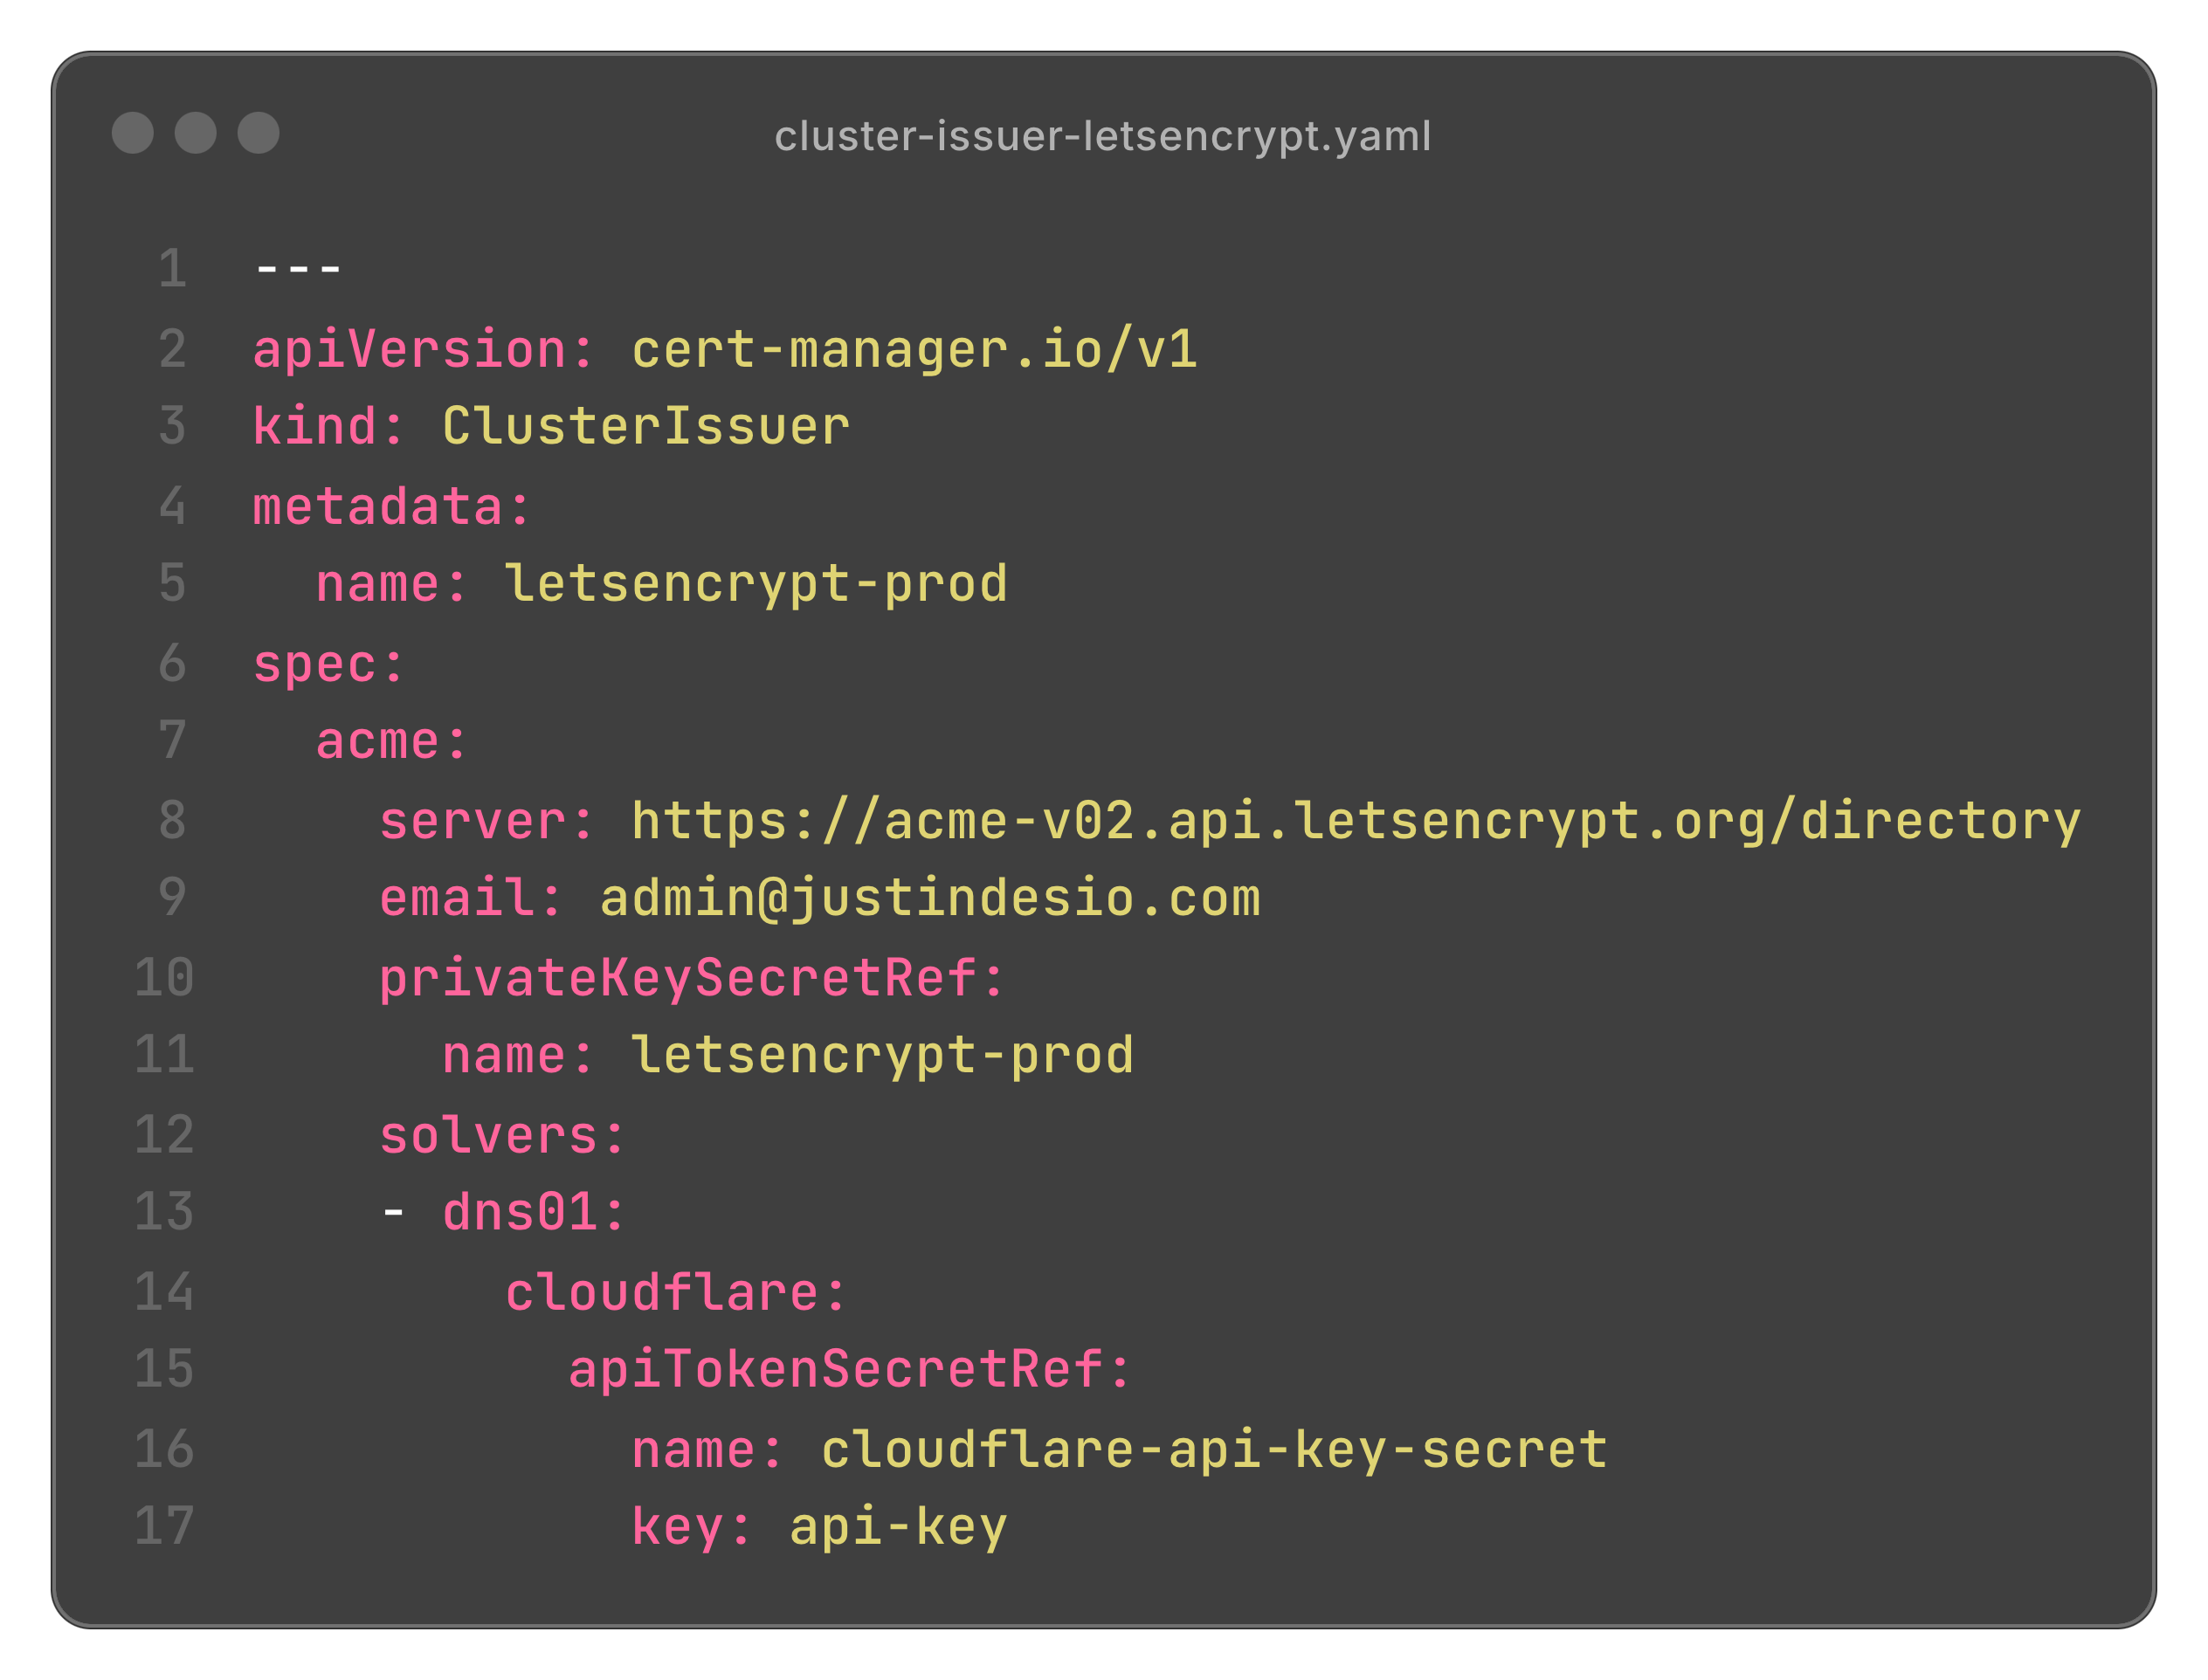 cluster-issuer-letsencrypt.yaml
1 ---
2 apiVersion: cert-manager.io/v1
3 kind: ClusterIssuer
4 metadata:
5   name: letsencrypt-prod
6 spec:
7   acme:
8     server: https://acme-v02.api.letsencrypt.org/directory
9     email: admin@justindesio.com
10     privateKeySecretRef:
11       name: letsencrypt-prod
12     solvers:
13     - dns01:
14         cloudflare:
15           apiTokenSecretRef:
16             name: cloudflare-api-key-secret
17             key: api-key